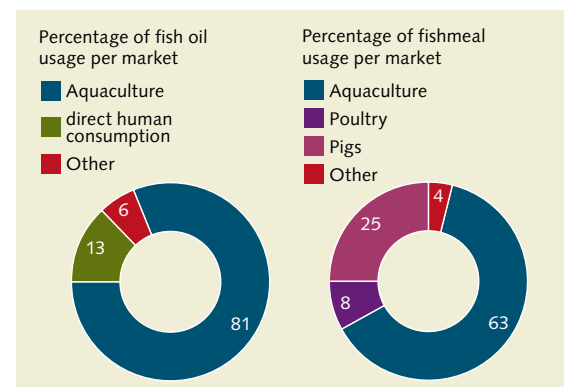 Percentage of fish oil
usage per market
Aquaculture
direct human
consumption
Other
6
13
81
Percentage of fishmeal
usage per market
Aquaculture
Poultry
Pigs
Other
4
25
8
63